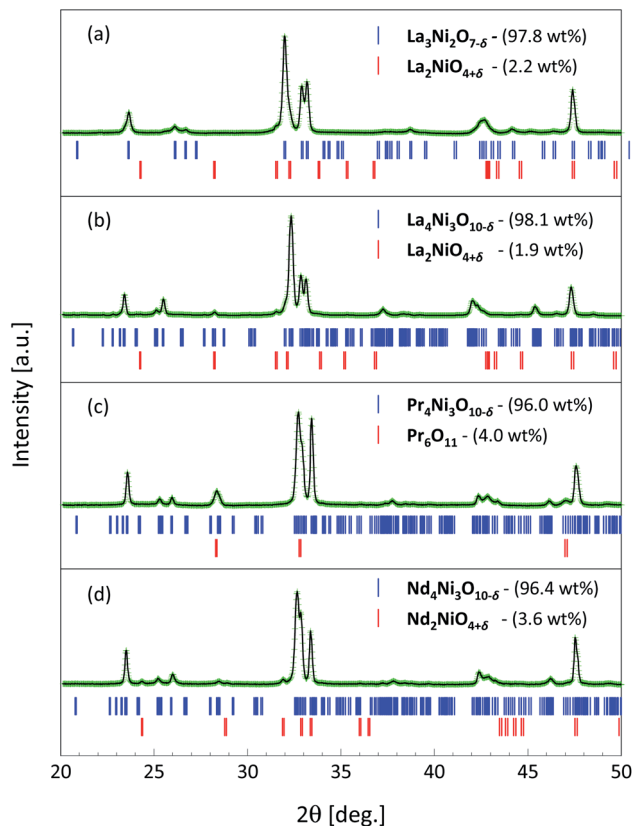 (a)
La₃Ni₂O₇₋δ - (97.8 wt%)
La₂NiO₄₊δ - (2.2 wt%)
(b)
La₄Ni₃O₁₀₋δ - (98.1 wt%)
La₂NiO₄₊δ - (1.9 wt%)
(c)
Pr₄Ni₃O₁₀₋δ - (96.0 wt%)
Pr₆O₁₁ - (4.0 wt%)
(d)
Nd₄Ni₃O₁₀₋δ - (96.4 wt%)
Nd₂NiO₄₊δ - (3.6 wt%)
Intensity [a.u.]
20 25 30 35 40 45 50
2θ [deg.]